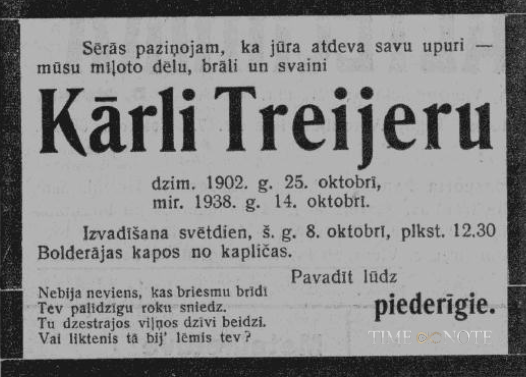 Sērās paziņojam, ka jūra atdeva savu upuri —
mūsu miļoto dēlu, brāli un svaini
Kārli Treijeru
dzim. 1902. g. 25. oktobrī,
mir. 1938. g. 14. oktobrī.
Izvadīšana svētdien, š. g. 8. oktobrī, plkst. 12.30
Bolderājas kapos no kapličas.
Pavadīt lūdz
piederīgie.
Nebija neviens, kas briesmu brīdī
Tev palīdzīgu roku sniedz.
Tu dzestrajos viļņos dzīvi beidzi.
Vai liktenis tā bij' lēmis tev?
TIME NOTE